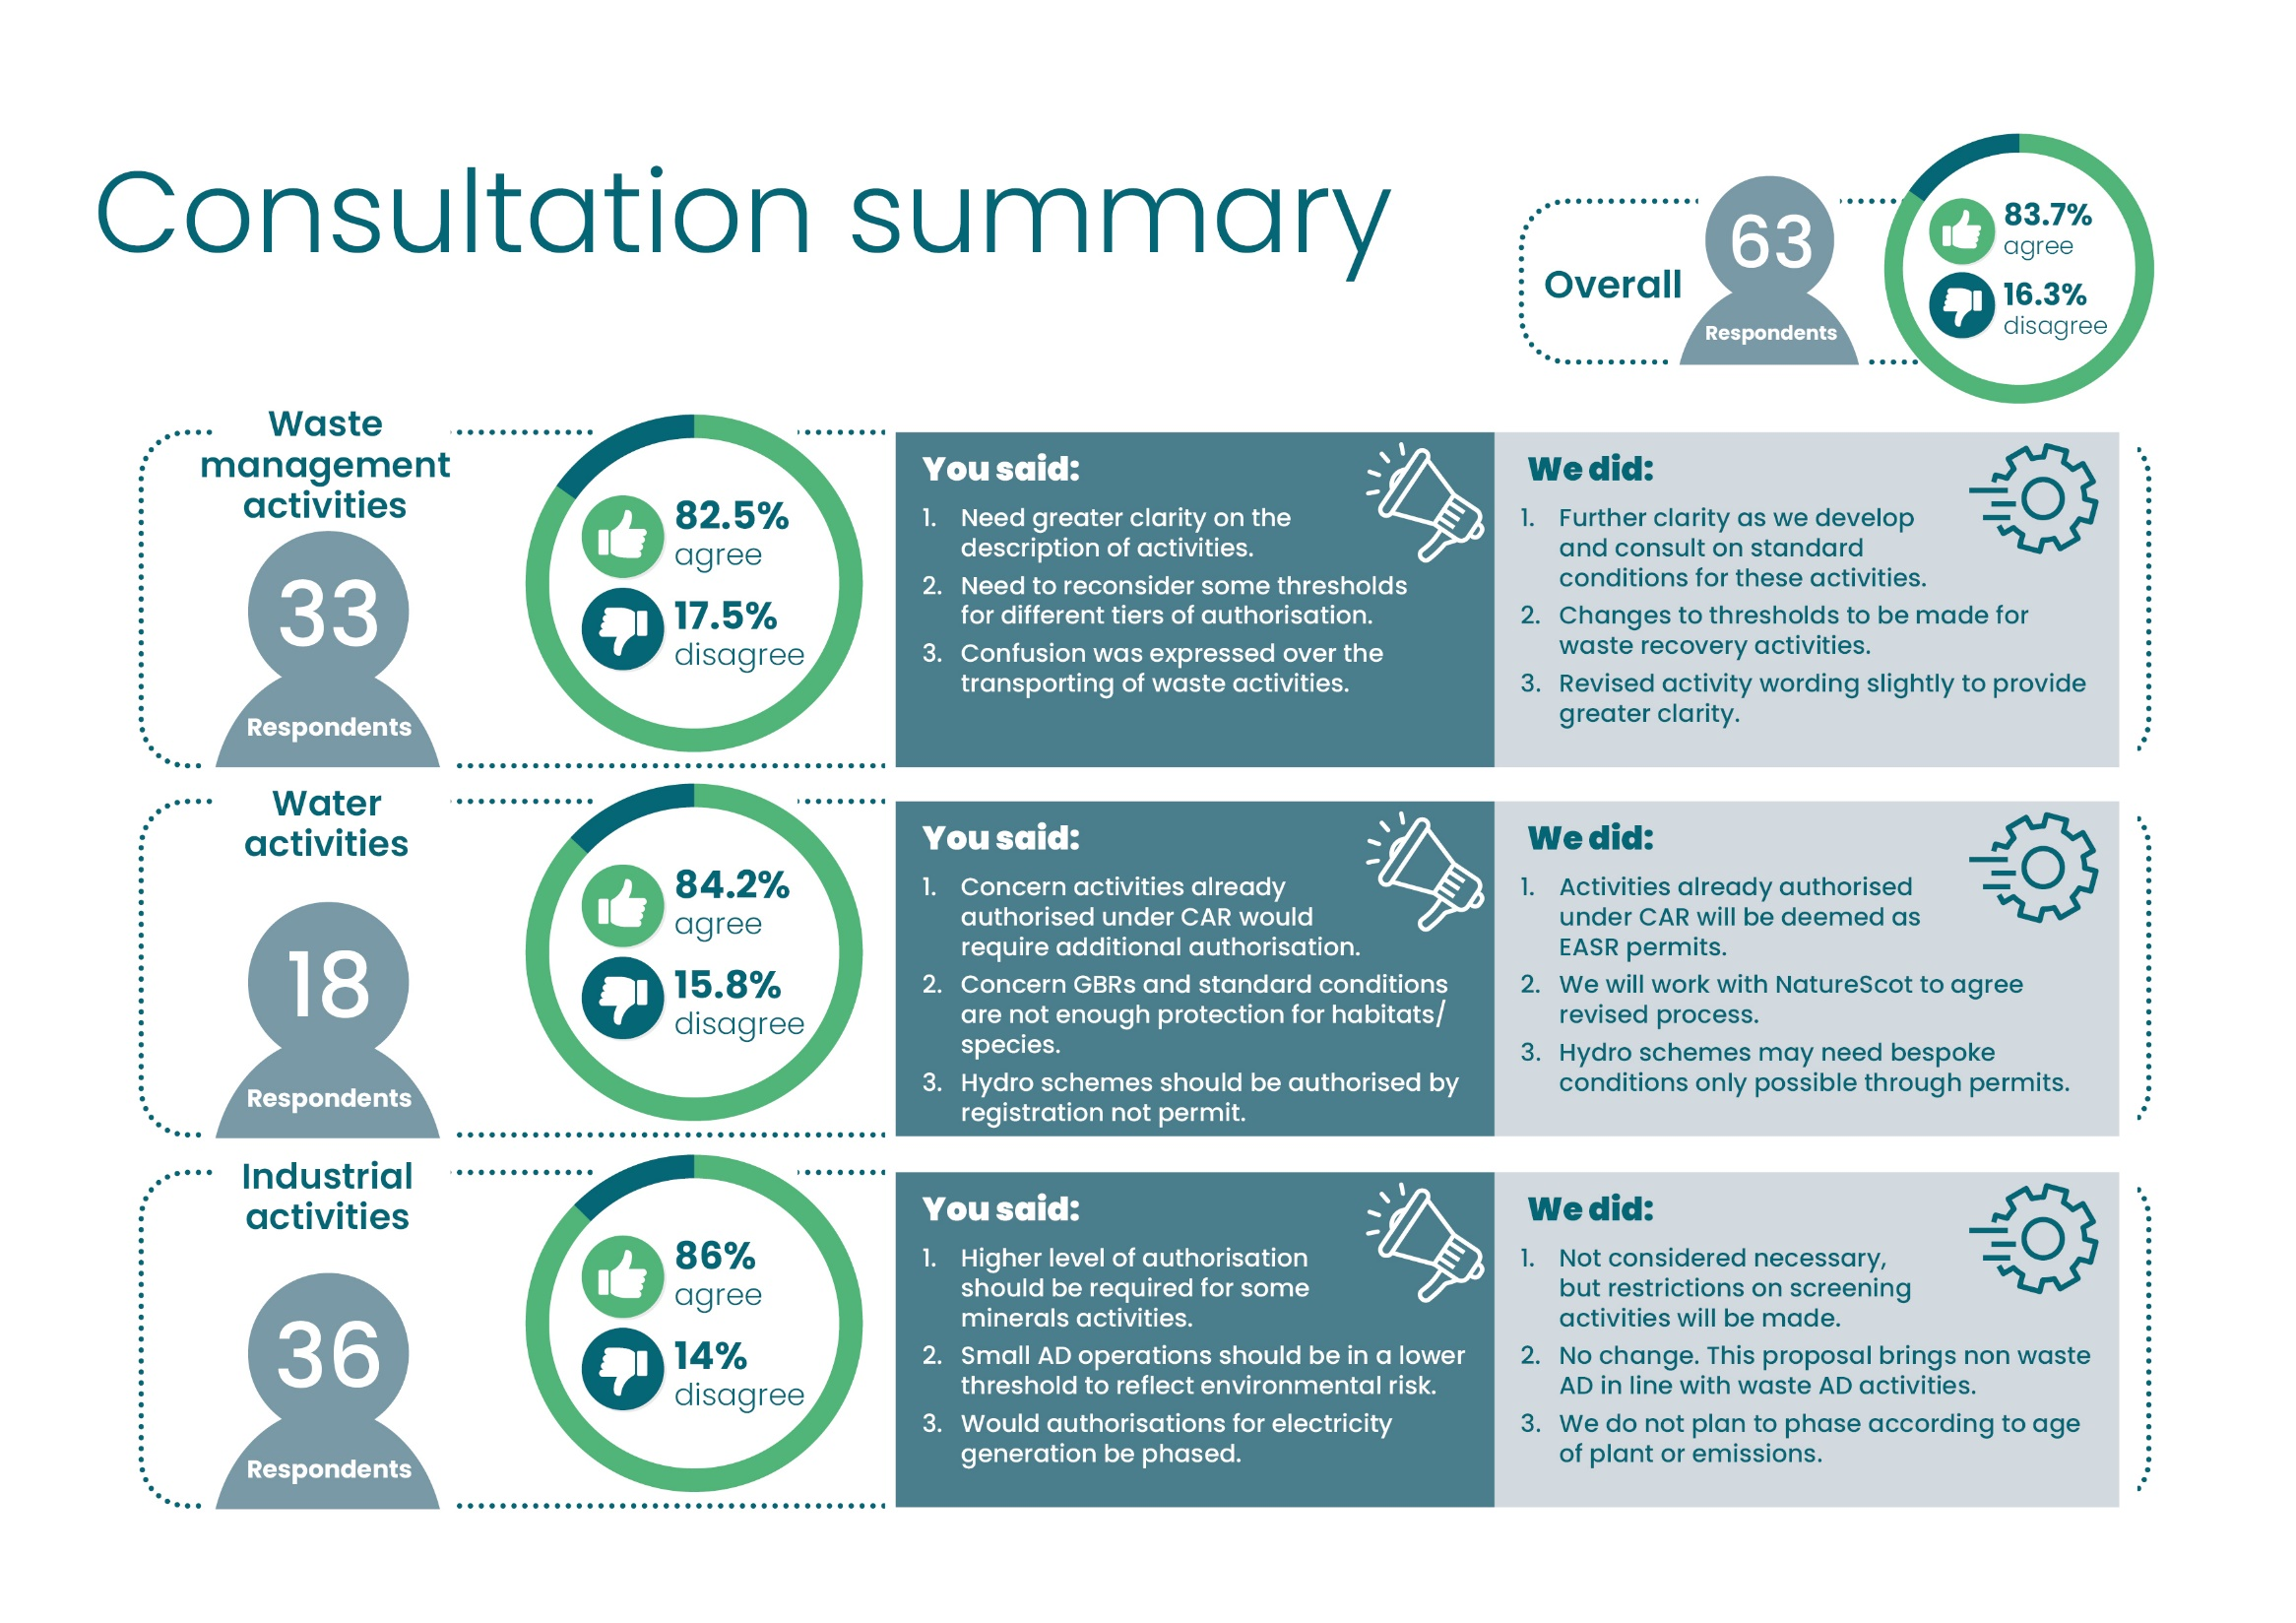 Consultation summary
Overall
63
Respondents
83.7%
agree
16.3%
disagree
Waste
management
activities
33
Respondents
82.5%
agree
17.5%
disagree
You said:
1. Need greater clarity on the
description of activities.
2. Need to reconsider some thresholds
for different tiers of authorisation.
3. Confusion was expressed over the
transporting of waste activities.
We did:
1. Further clarity as we develop
and consult on standard
conditions for these activities.
2. Changes to thresholds to be made for
waste recovery activities.
3. Revised activity wording slightly to provide
greater clarity.
Water
activities
18
Respondents
84.2%
agree
15.8%
disagree
You said:
1. Concern activities already
authorised under CAR would
require additional authorisation.
2. Concern GBRs and standard conditions
are not enough protection for habitats/
species.
3. Hydro schemes should be authorised by
registration not permit.
We did:
1. Activities already authorised
under CAR will be deemed as
EASR permits.
2. We will work with NatureScot to agree
revised process.
3. Hydro schemes may need bespoke
conditions only possible through permits.
Industrial
activities
36
Respondents
86%
agree
14%
disagree
You said:
1. Higher level of authorisation
should be required for some
minerals activities.
2. Small AD operations should be in a lower
threshold to reflect environmental risk.
3. Would authorisations for electricity
generation be phased.
We did:
1. Not considered necessary,
but restrictions on screening
activities will be made.
2. No change. This proposal brings non waste
AD in line with waste AD activities.
3. We do not plan to phase according to age
of plant or emissions.